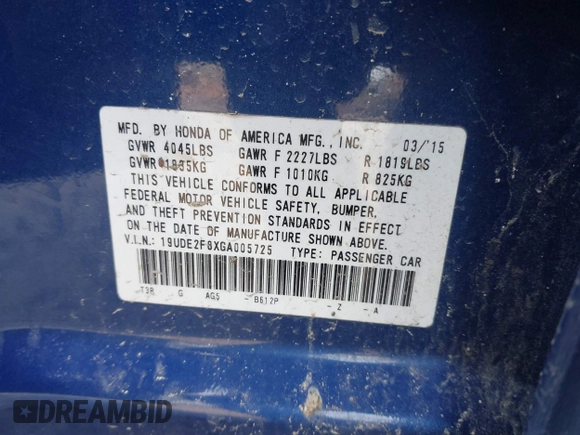 MFD. BY HONDA OF AMERICA MFG., INC. 03/'15
GVWR 4045LBS GAWR F 2227LBS R 1819LBS
GVWR 1835KG GAWR F 1010KG R 825KG
THIS VEHICLE CONFORMS TO ALL APPLICABLE
FEDERAL MOTOR VEHICLE SAFETY, BUMPER,
AND THEFT PREVENTION STANDARDS IN EFFECT
ON THE DATE OF MANUFACTURE SHOWN ABOVE.
V.I.N.: 19UDE2F8XGA005725 TYPE: PASSENGER CAR
T3R G AG5 - B612P - Z - A
DREAMBID